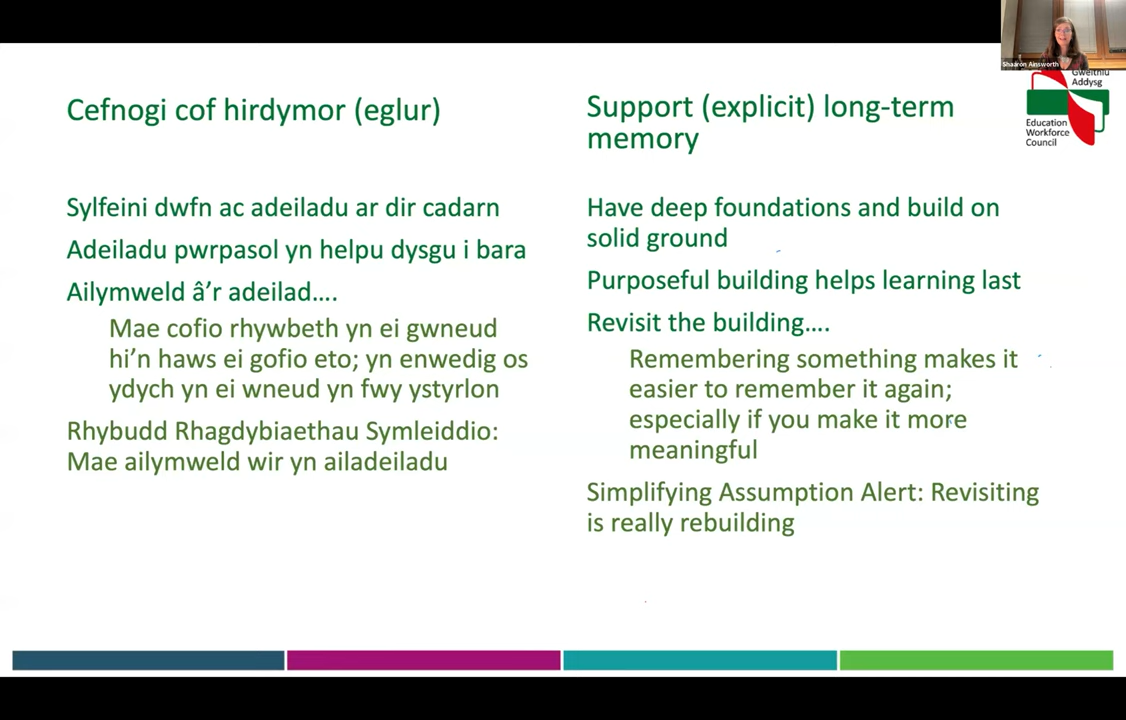 Shaaron Ainsworth
Gweithlu
Addysg
Education
Workforce
Council
Cefnogi cof hirdymor (eglur)
Sylfeini dwfn ac adeiladu ar dir cadarn
Adeiladu pwrpasol yn helpu dysgu i bara
Ailymweld â'r adeilad....
Mae cofio rhywbeth yn ei gwneud
hi'n haws ei gofio eto; yn enwedig os
ydych yn ei wneud yn fwy ystyrlon
Rhybudd Rhagdybiaethau Symleiddio:
Mae ailymweld wir yn ailadeiladu
Support (explicit) long-term
memory
Have deep foundations and build on
solid ground
Purposeful building helps learning last
Revisit the building....
Remembering something makes it
easier to remember it again;
especially if you make it more
meaningful
Simplifying Assumption Alert: Revisiting
is really rebuilding